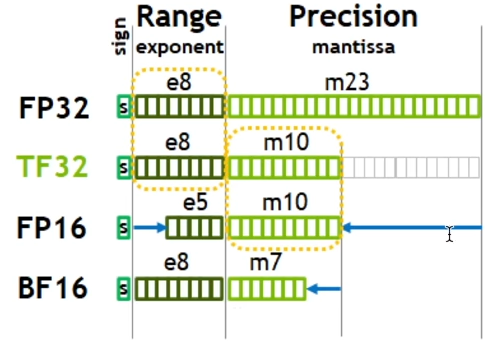 Range Precision
sign exponent mantissa
e8 m23
FP32 s
e8 m10
TF32 s
e5 m10
FP16 s
e8 m7
BF16 s